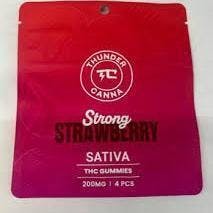 THUNDER
TC
CANNA
Strong
STRAWBERRY
SATIVA
THC GUMMIES
200MG | 4 PCS